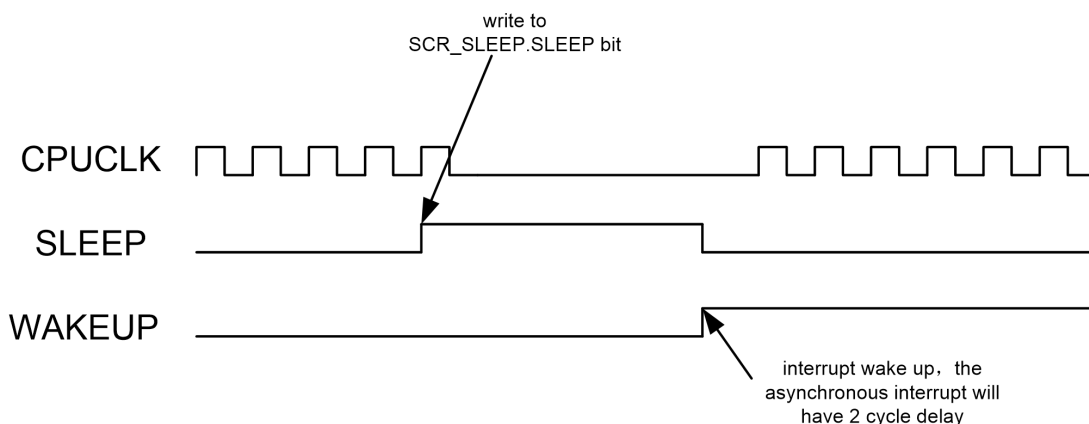 write to
SCR_SLEEP.SLEEP bit
CPUCLK
SLEEP
WAKEUP
interrupt wake up，the
asynchronous interrupt will
have 2 cycle delay